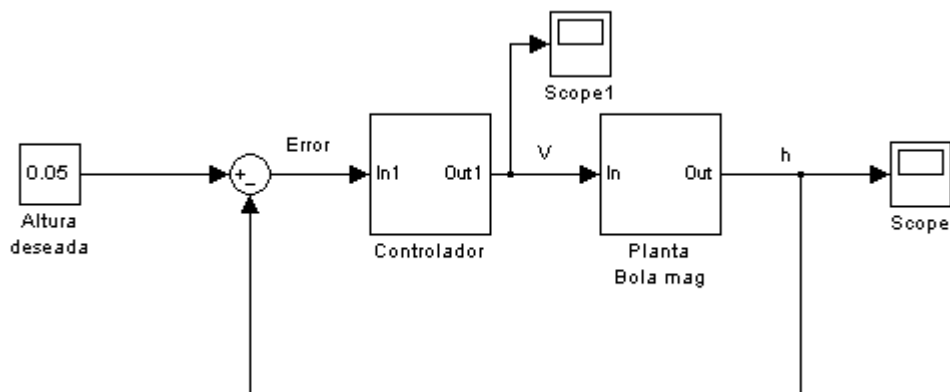 Scope1
Error
V
h
0.05
+
-
In1
Out1
In
Out
Altura
deseada
Controlador
Planta
Bola mag
Scope